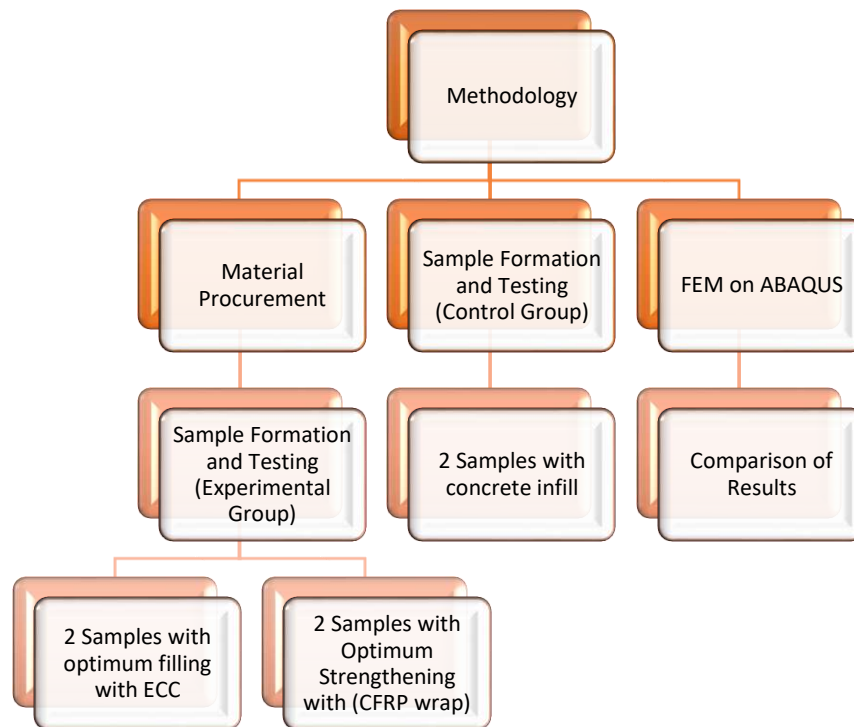 Methodology
Material
Procurement
Sample Formation
and Testing
(Control Group)
FEM on ABAQUS
Sample Formation
and Testing
(Experimental
Group)
2 Samples with
concrete infill
Comparison of
Results
2 Samples with
optimum filling
with ECC
2 Samples with
Optimum
Strengthening
with (CFRP wrap)